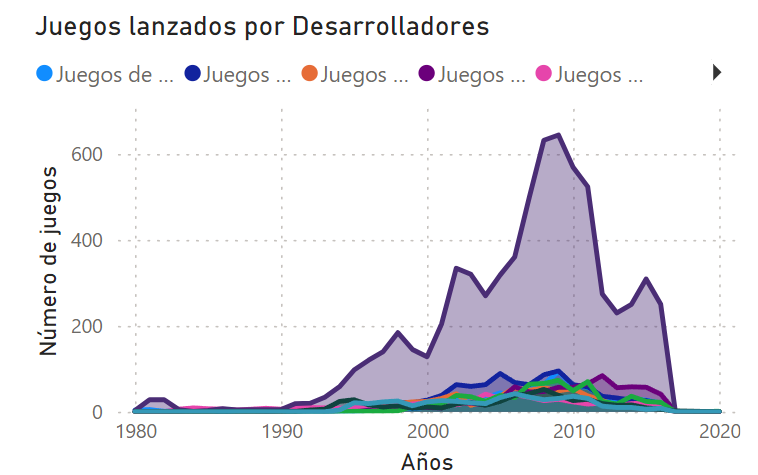 Juegos lanzados por Desarrolladores
Juegos de ... Juegos ... Juegos ... Juegos ... Juegos ...
Número de juegos
600
400
200
0
1980 1990 2000 2010 2020
Años